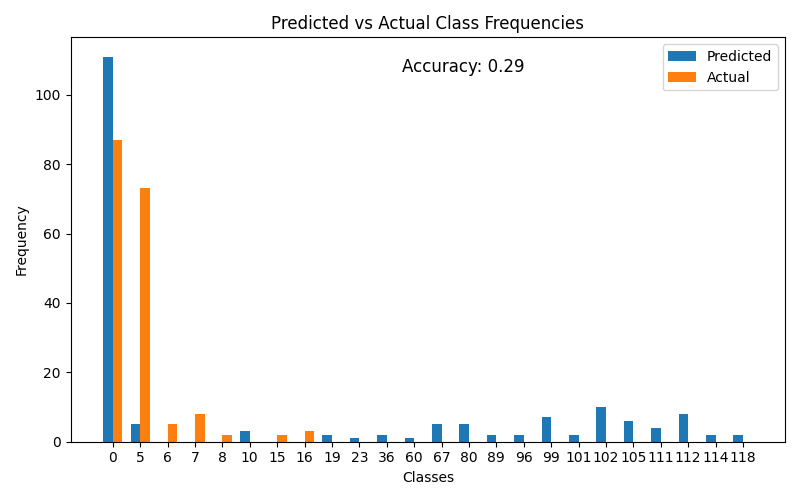 Predicted vs Actual Class Frequencies
Accuracy: 0.29
Predicted
Actual
Frequency
100
80
60
40
20
0
0 5 6 7 8 10 15 16 19 23 36 60 67 80 89 96 99 101 102 105 111 112 114 118
Classes